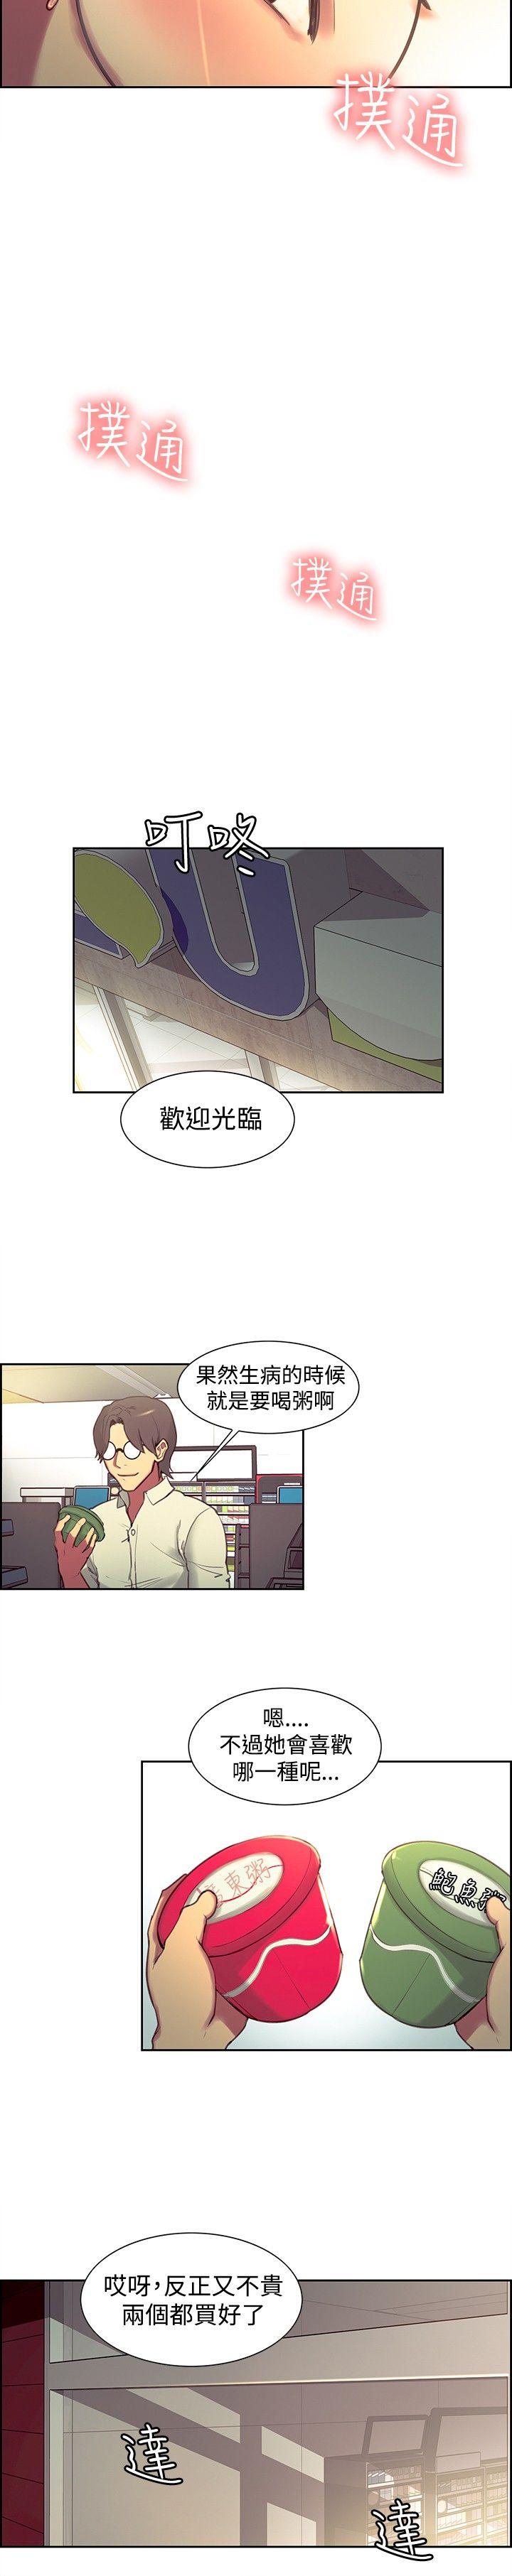 撲通
撲通
撲通
叮咚
U
歡迎光臨
果然生病的時候
就是要喝粥啊
嗯....
不過她會喜歡
哪一種呢...
東粥
鮑魚粥
哎呀，反正又不貴
兩個都買好了
達
達